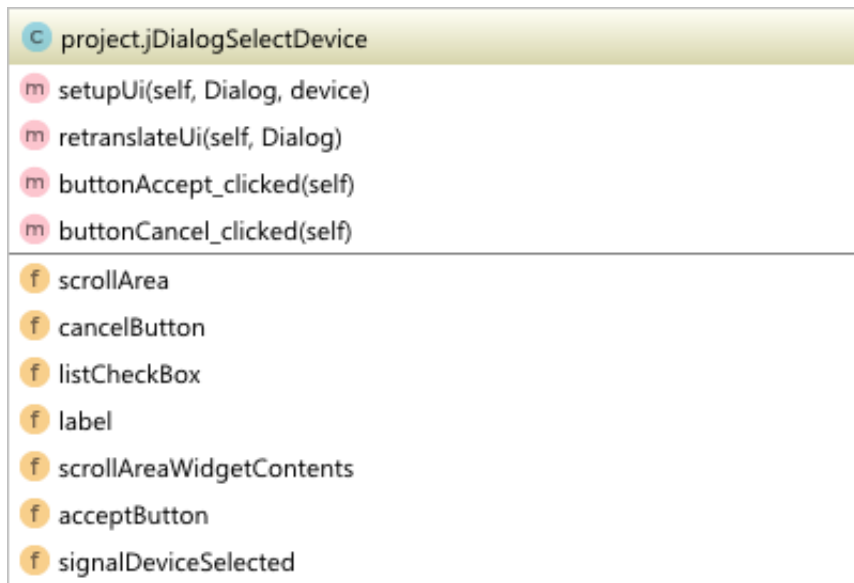 C project.jDialogSelectDevice
m setupUi(self, Dialog, device)
m retranslateUi(self, Dialog)
m buttonAccept_clicked(self)
m buttonCancel_clicked(self)
f scrollArea
f cancelButton
f listCheckBox
f label
f scrollAreaWidgetContents
f acceptButton
f signalDeviceSelected